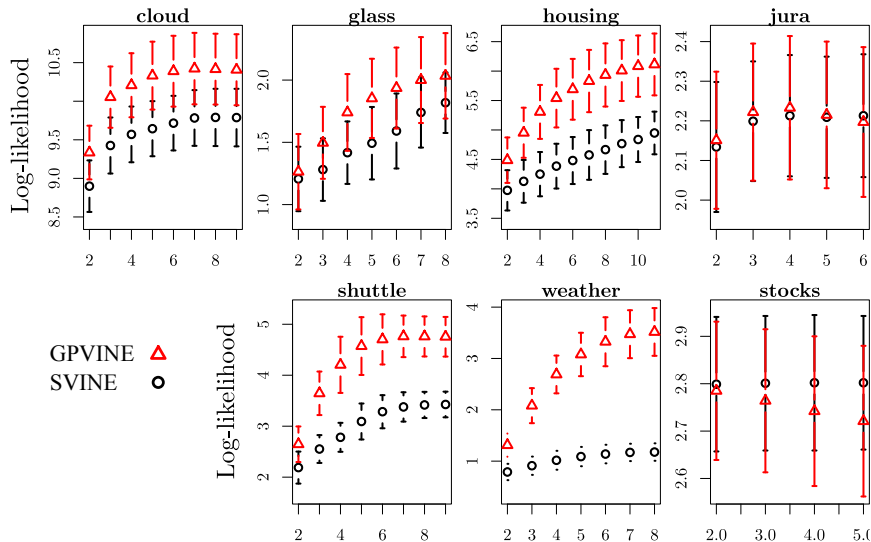 cloud
glass
housing
jura
Log-likelihood
8.5 9.0 9.5 10.5
2 4 6 8
1.0 1.5 2.0
2 3 4 5 6 7 8
3.5 4.5 5.5 6.5
2 4 6 8 10
2.0 2.1 2.2 2.3 2.4
2 3 4 5 6
shuttle
weather
stocks
GPVINE
SVINE
Log-likelihood
2 3 4 5
2 4 6 8
1 2 3 4
2 3 4 5 6 7 8
2.6 2.7 2.8 2.9
2.0 3.0 4.0 5.0